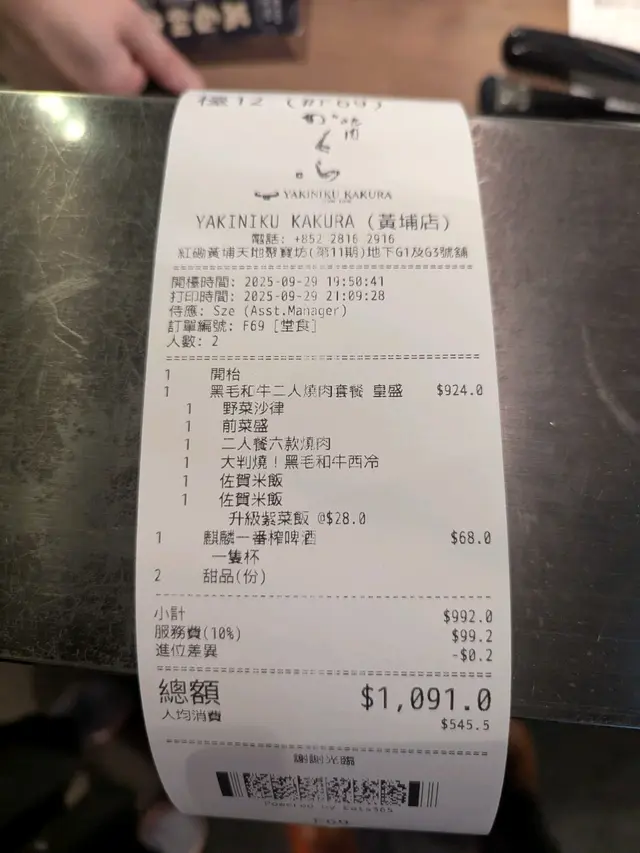 檯12 (#F69)
YAKINIKU KAKURA
YAKINIKU KAKURA (黃埔店)
電話: +852 2816 2916
紅磡黃埔天地聚寶坊(第11期)地下G1及G3號舖
開檯時間: 2025-09-29 19:50:41
打印時間: 2025-09-29 21:09:28
侍應: Sze (Asst.Manager)
訂單編號: F69 [堂食]
人數: 2
1 開枱
1 黑毛和牛二人燒肉套餐 皇盛 $924.0
1 野菜沙律
1 前菜盛
1 二人餐六款燒肉
1 大判燒！黑毛和牛西冷
1 佐賀米飯
1 佐賀米飯
升級紫菜飯 @$28.0
1 麒麟一番榨啤酒 $68.0
一隻杯
2 甜品(份)
小計 $992.0
服務費(10%) $99.2
進位差異 -$0.2
總額 $1,091.0
人均消費 $545.5
Powered by Eats365
F69